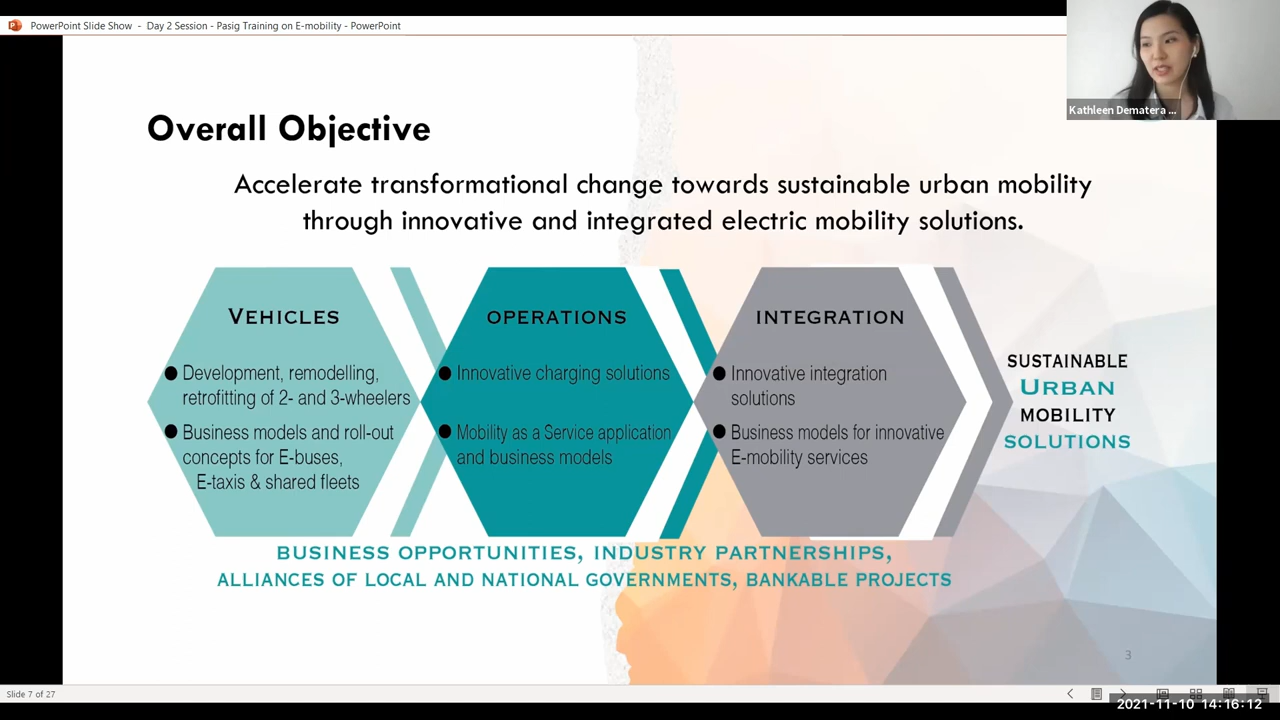 PowerPoint Slide Show - Day 2 Session - Pasig Training on E-mobility - PowerPoint
Kathleen Dematera ...
Overall Objective
Accelerate transformational change towards sustainable urban mobility
through innovative and integrated electric mobility solutions.
VEHICLES
● Development, remodelling,
retrofitting of 2- and 3-wheelers
● Business models and roll-out
concepts for E-buses,
E-taxis & shared fleets
OPERATIONS
● Innovative charging solutions
● Mobility as a Service application
and business models
INTEGRATION
● Innovative integration
solutions
● Business models for innovative
E-mobility services
SUSTAINABLE
URBAN
MOBILITY
SOLUTIONS
BUSINESS OPPORTUNITIES, INDUSTRY PARTNERSHIPS,
ALLIANCES OF LOCAL AND NATIONAL GOVERNMENTS, BANKABLE PROJECTS
3
Slide 7 of 27
2021-11-10 14:16:12